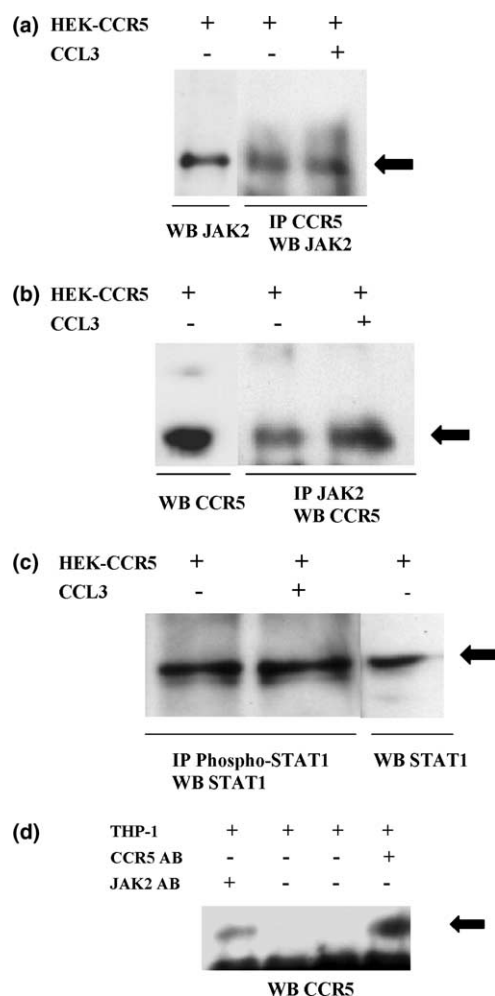 (a) HEK-CCR5 + + +
CCL3 - - +
WB JAK2 IP CCR5
WB JAK2
(b) HEK-CCR5 + + +
CCL3 - - +
WB CCR5 IP JAK2
WB CCR5
(c) HEK-CCR5 + + +
CCL3 - + -
IP Phospho-STAT1 WB STAT1
WB STAT1
(d) THP-1 + + + +
CCR5 AB - - - +
JAK2 AB + - - -
WB CCR5